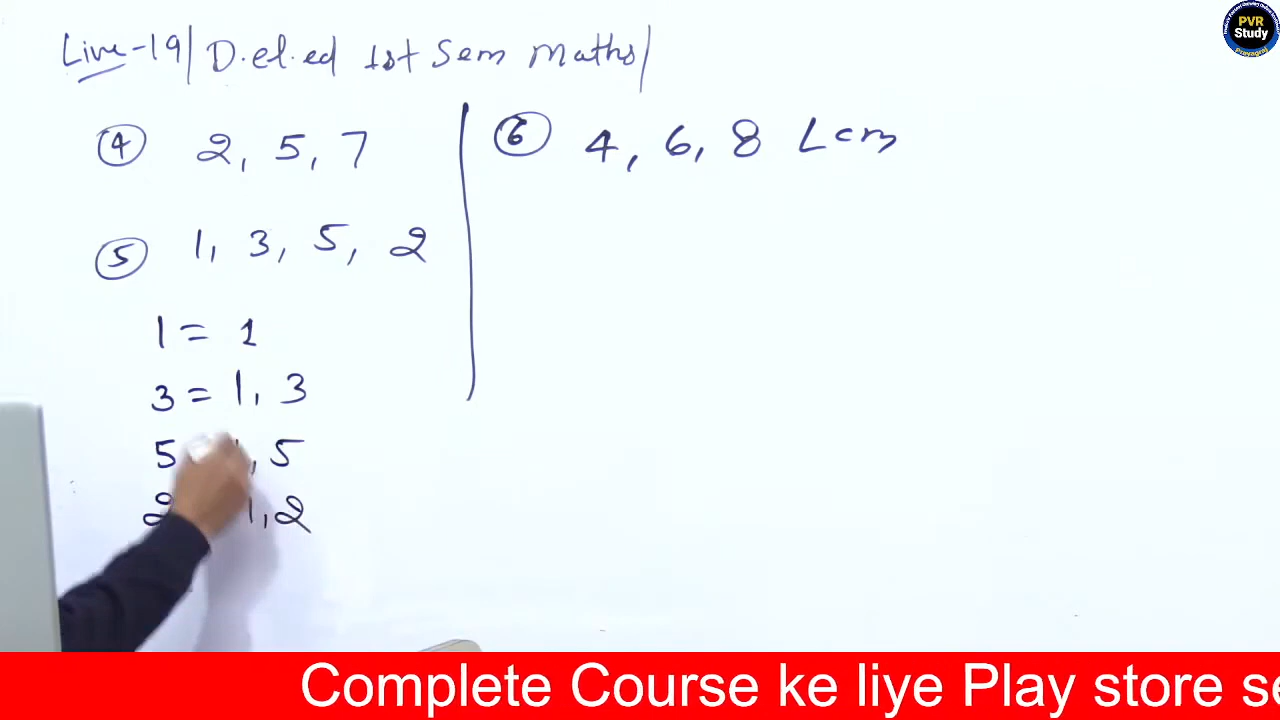 Live-19/ D.el.ed 1st Sem Maths/
④ 2, 5, 7
⑤ 1, 3, 5, 2
1 = 1
3 = 1, 3
5 1, 5
2 1, 2
⑥ 4, 6, 8 Lcm
PVR
Study
Prayagraj
Complete Course ke liye Play store se